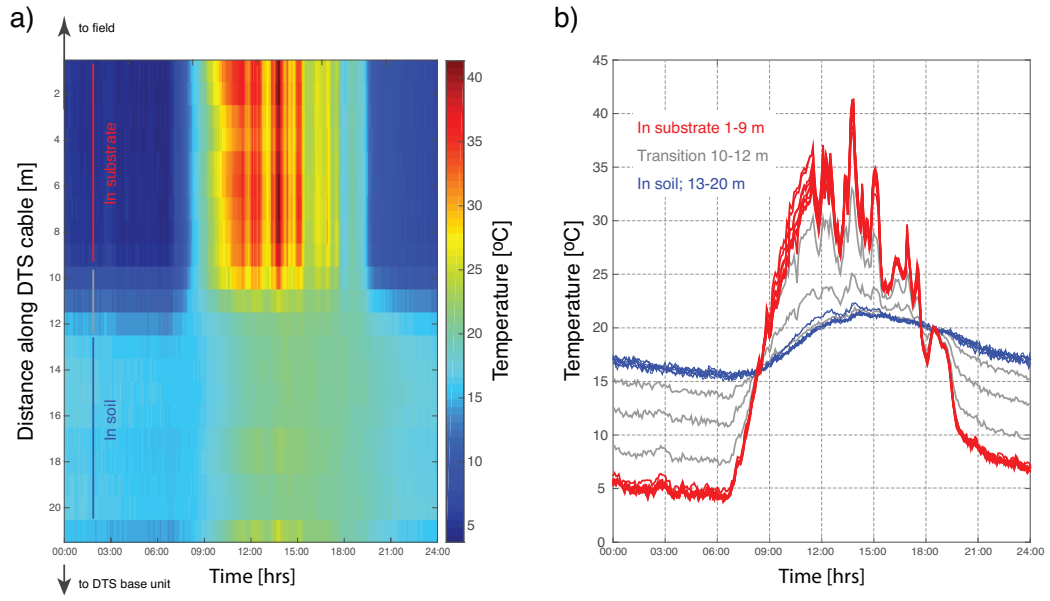 a)
to field
2
4
6
8
10
12
14
16
18
20
Distance along DTS cable [m]
In substrate
In soil
00:00 03:00 06:00 09:00 12:00 15:00 18:00 21:00 24:00
Time [hrs]
to DTS base unit
40
35
30
25
20
15
10
5
Temperature [oC]
b)
45
40
35
30
25
20
15
10
5
0
Temperature [oC]
In substrate 1-9 m
Transition 10-12 m
In soil; 13-20 m
00:00 03:00 06:00 09:00 12:00 15:00 18:00 21:00 24:00
Time [hrs]